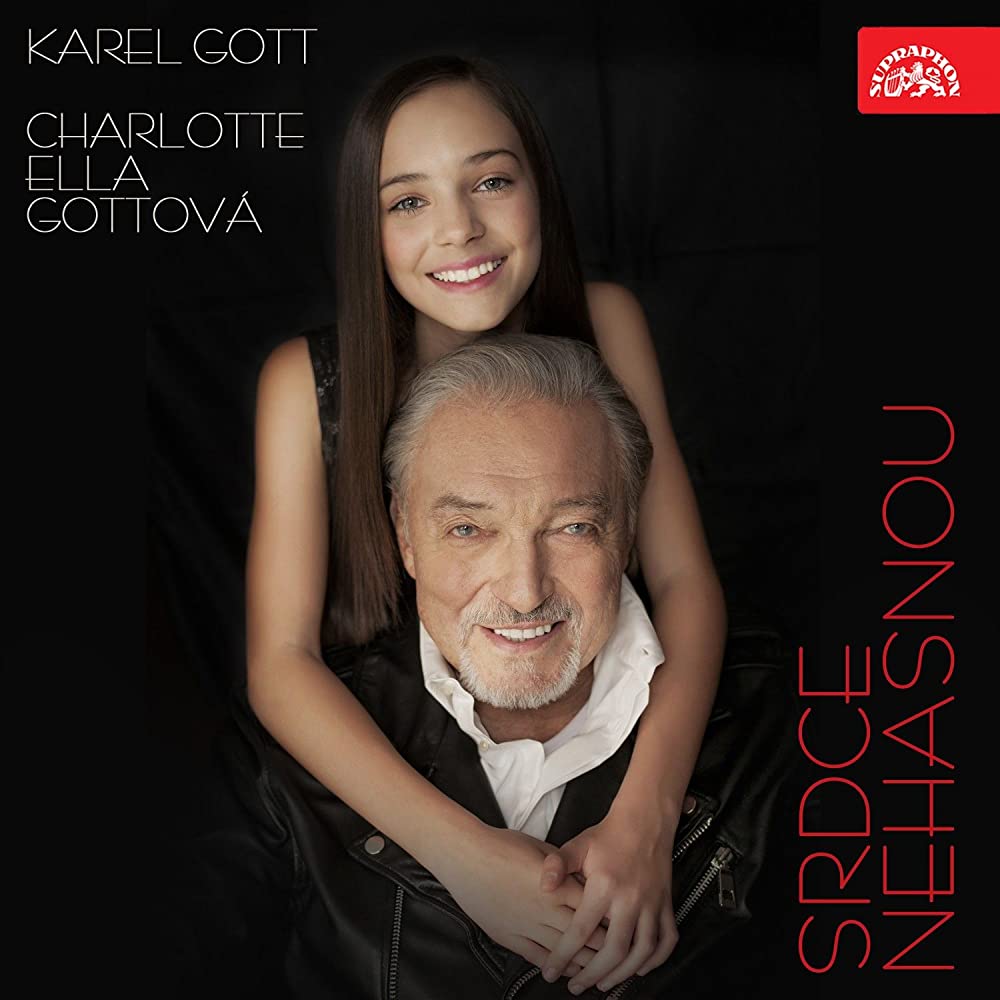 KAREL GOTT
CHARLOTTE
ELLA
GOTTOVÁ
SUPRAPHON
SRDCE
NEHASNOU